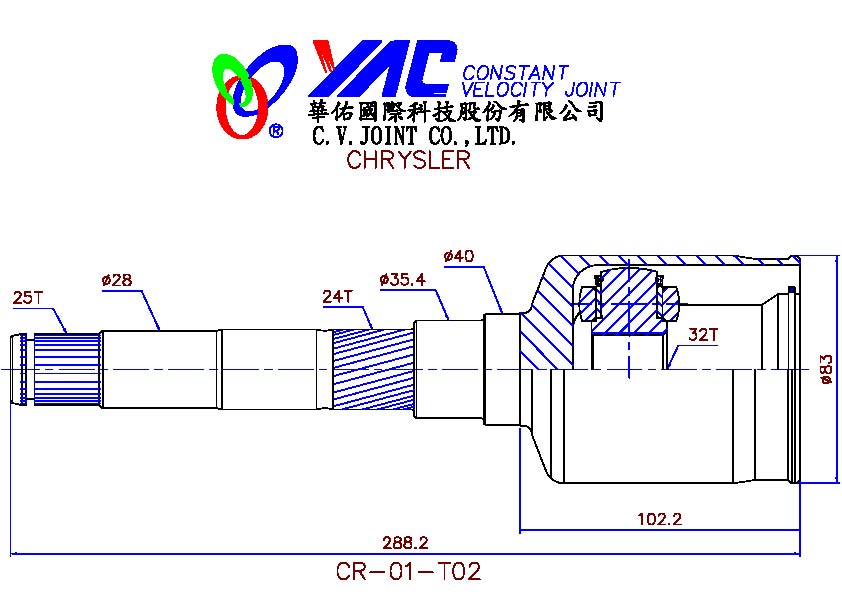 YAC CONSTANT
VELOCITY JOINT
華佑國際科技股份有限公司
®
C.V.JOINT CO.,LTD.
CHRYSLER
ø40
ø35.4
ø28
24T
25T
32T
ø83
102.2
288.2
CR-01-T02